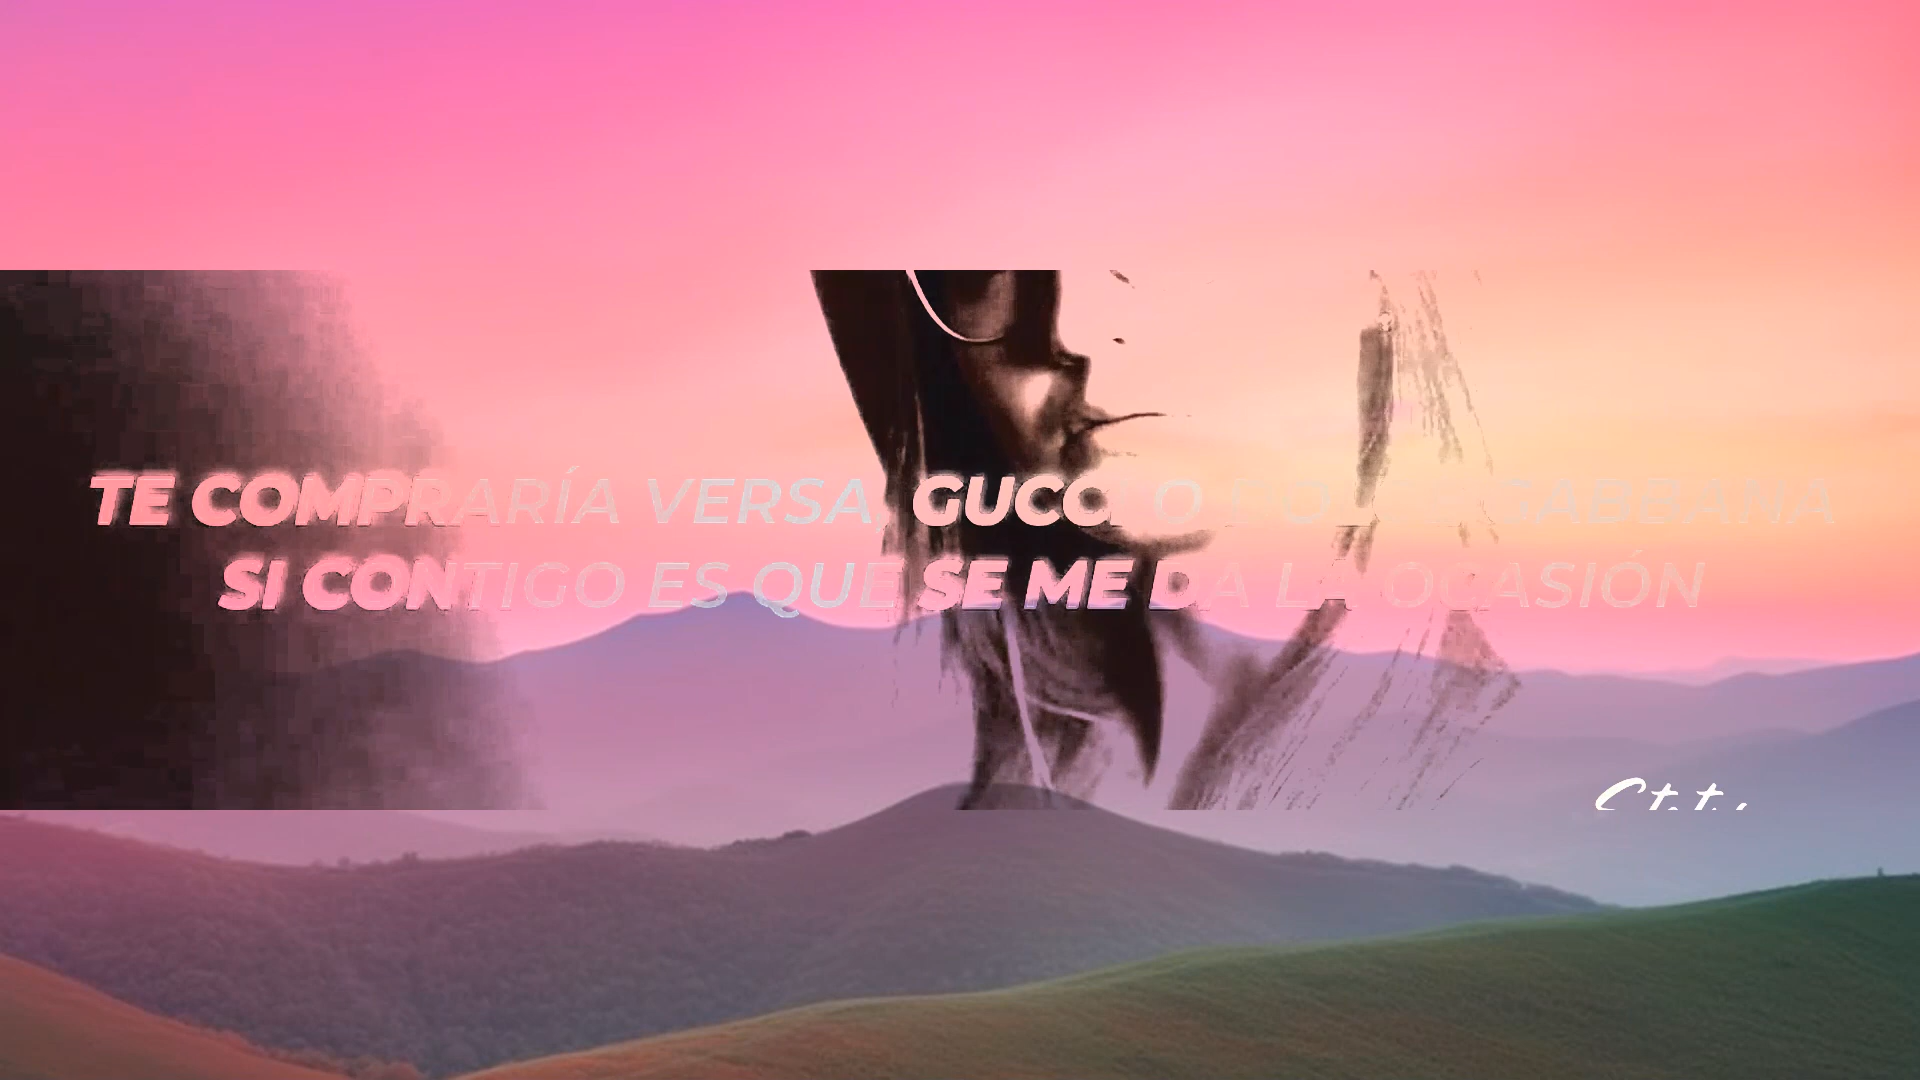 TE COMPRARÍA VERSA, GUCCI O DOLCE GABBANA
SI CONTIGO ES QUE SE ME DA LA OCASIÓN